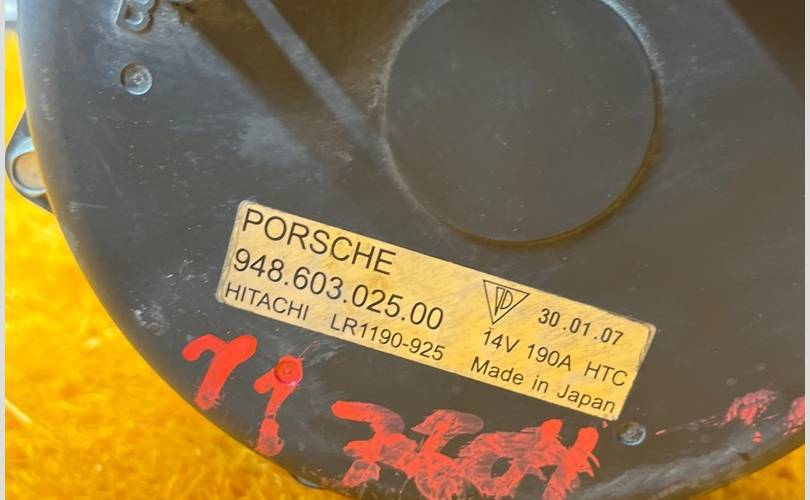 PORSCHE
948.603.025.00 30.01.07
HITACHI LR1190-925 14V 190A HTC
Made in Japan